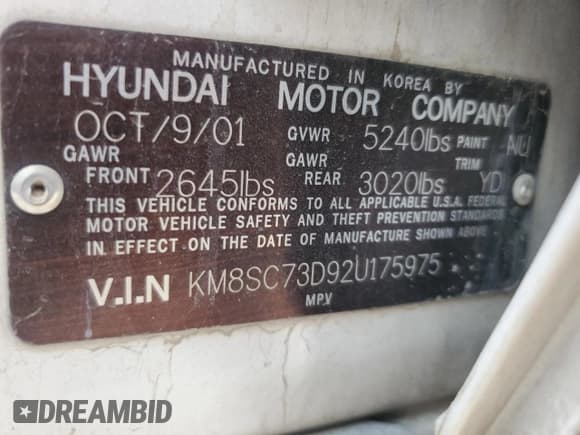 MANUFACTURED IN KOREA BY
HYUNDAI MOTOR COMPANY
OCT/9/01 GVWR 5240lbs PAINT NU
GAWR GAWR TRIM
FRONT 2645lbs REAR 3020lbs YD
THIS VEHICLE CONFORMS TO ALL APPLICABLE U.S.A. FEDERAL
MOTOR VEHICLE SAFETY AND THEFT PREVENTION STANDARDS
IN EFFECT ON THE DATE OF MANUFACTURE SHOWN ABOVE
V.I.N KM8SC73D92U175975
MPV
DREAMBID